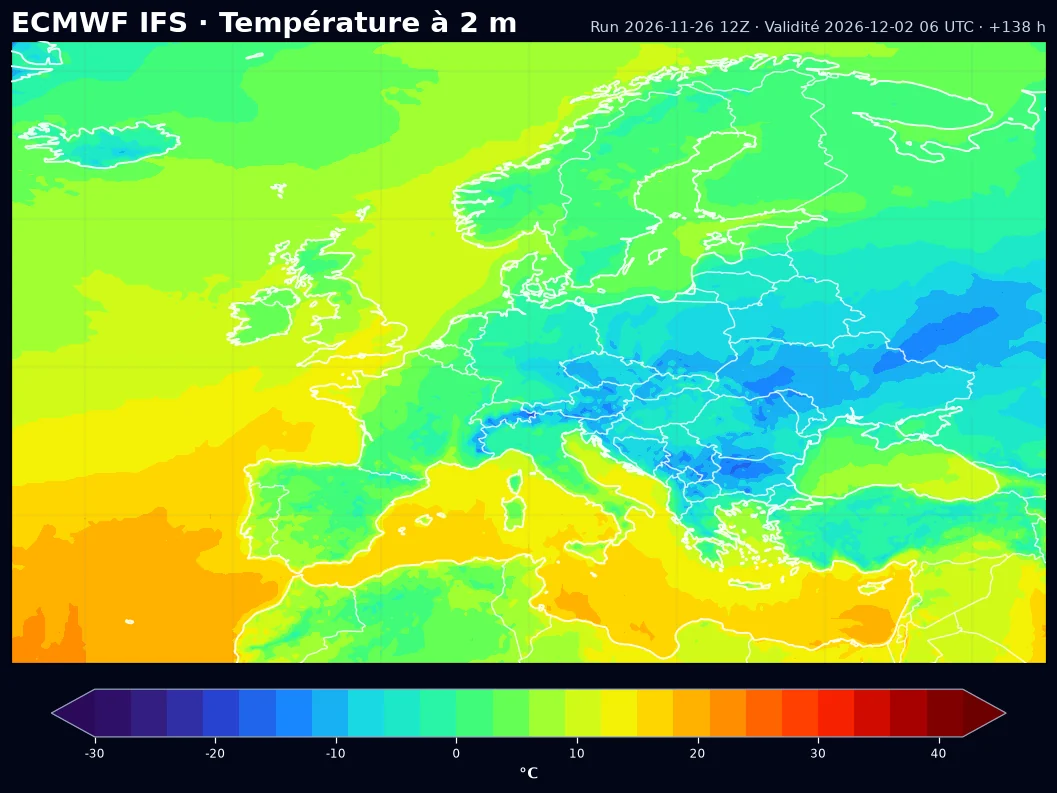 ECMWF IFS · Température à 2 m
Run 2026-11-26 12Z · Validité 2026-12-02 06 UTC · +138 h
-30 -20 -10 0 10 20 30 40
°C